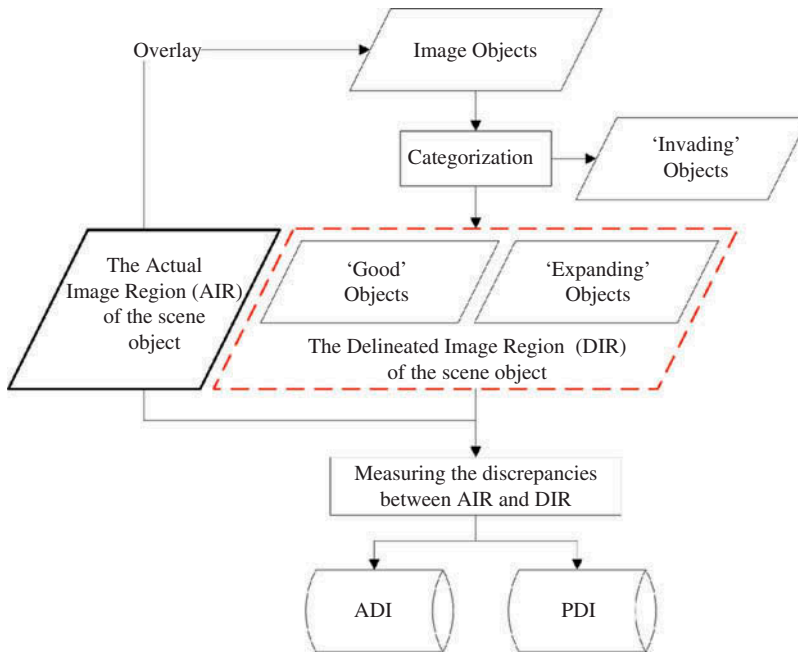 Overlay
Image Objects
Categorization
‘Invading’
Objects
The Actual
Image Region (AIR)
of the scene
object
‘Good’
Objects
‘Expanding’
Objects
The Delineated Image Region (DIR)
of the scene object
Measuring the discrepancies
between AIR and DIR
ADI
PDI